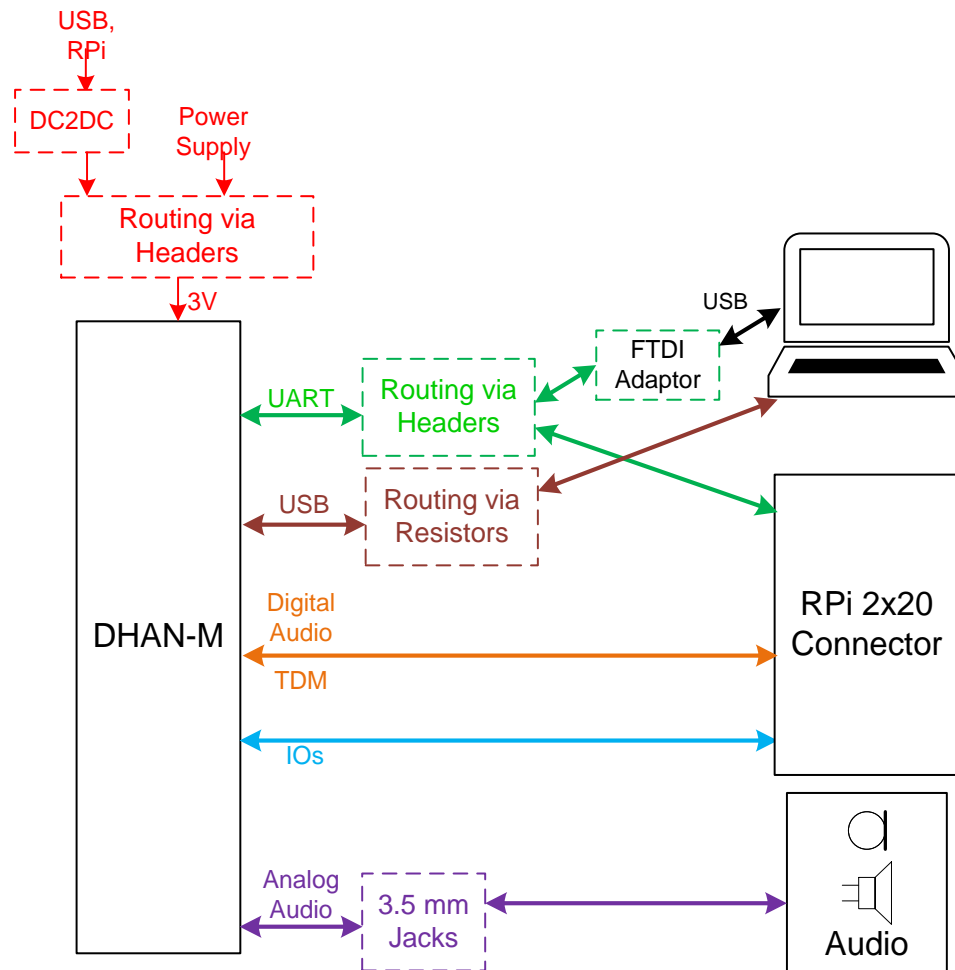 USB,
RPi
DC2DC
Power
Supply
Routing via
Headers
3V
USB
FTDI
Adaptor
UART
Routing via
Headers
USB
Routing via
Resistors
DHAN-M
Digital
Audio
TDM
RPi 2x20
Connector
IOs
Analog
Audio
3.5 mm
Jacks
Audio